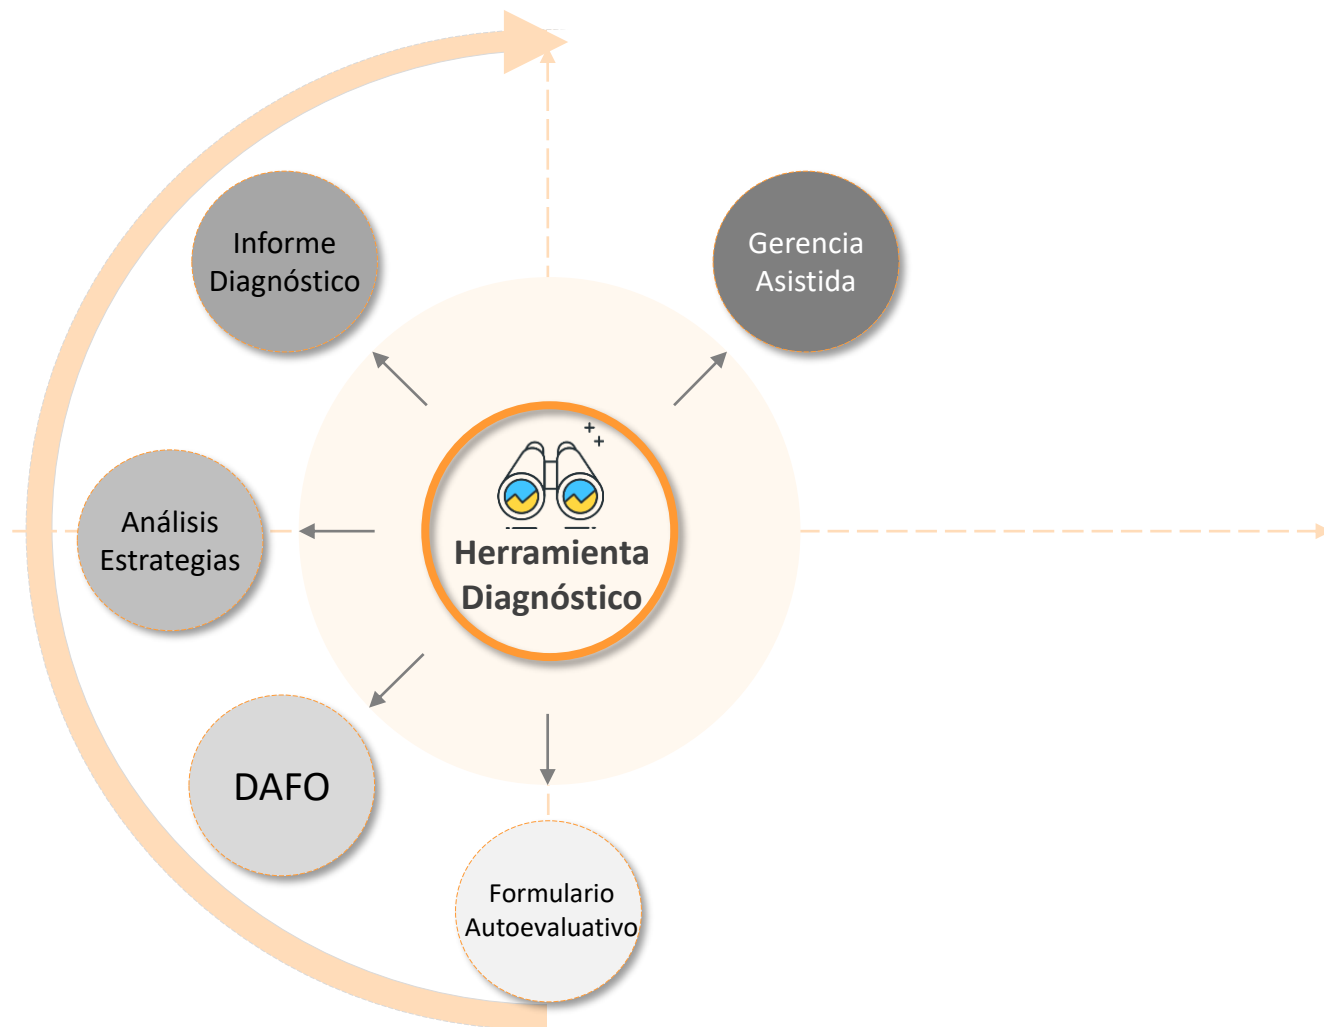 Informe
Diagnóstico
Gerencia
Asistida
Análisis
Estrategias
Herramienta
Diagnóstico
DAFO
Formulario
Autoevaluativo